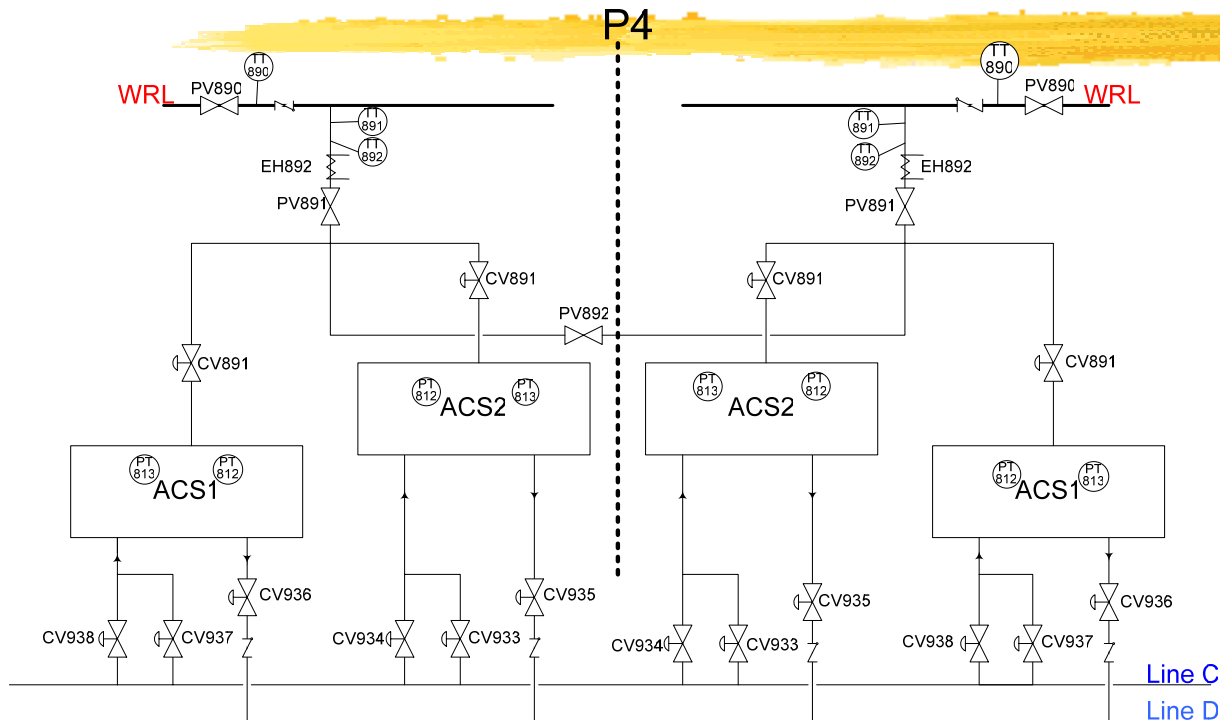 P4
TT
890
PV890
WRL
TT
890
PV890
WRL
TT
891
TT
892
EH892
PV891
TT
891
TT
892
EH892
PV891
CV891
CV891
PV892
CV891
CV891
PT
812
PT
813
ACS2
PT
813
PT
812
ACS2
PT
813
PT
812
ACS1
PT
812
PT
813
ACS1
CV936
CV935
CV935
CV936
CV938
CV937
CV934
CV933
CV934
CV933
CV938
CV937
Line C
Line D